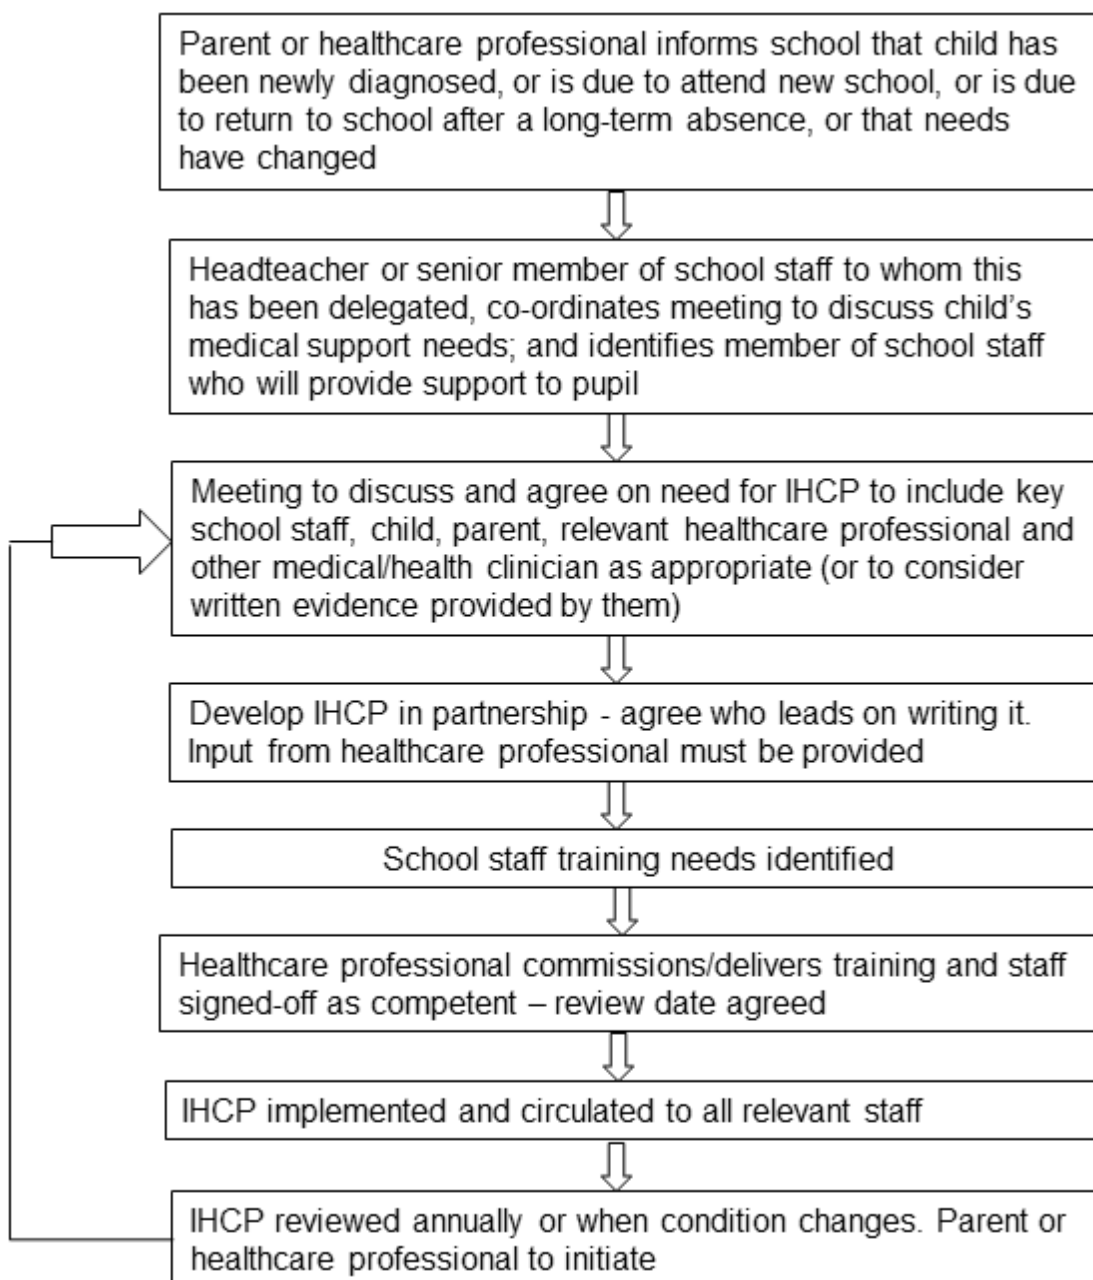 Parent or healthcare professional informs school that child has
been newly diagnosed, or is due to attend new school, or is due
to return to school after a long-term absence, or that needs
have changed
Headteacher or senior member of school staff to whom this
has been delegated, co-ordinates meeting to discuss child's
medical support needs; and identifies member of school staff
who will provide support to pupil
Meeting to discuss and agree on need for IHCP to include key
school staff, child, parent, relevant healthcare professional and
other medical/health clinician as appropriate (or to consider
written evidence provided by them)
Develop IHCP in partnership - agree who leads on writing it.
Input from healthcare professional must be provided
School staff training needs identified
Healthcare professional commissions/delivers training and staff
signed-off as competent – review date agreed
IHCP implemented and circulated to all relevant staff
IHCP reviewed annually or when condition changes. Parent or
healthcare professional to initiate